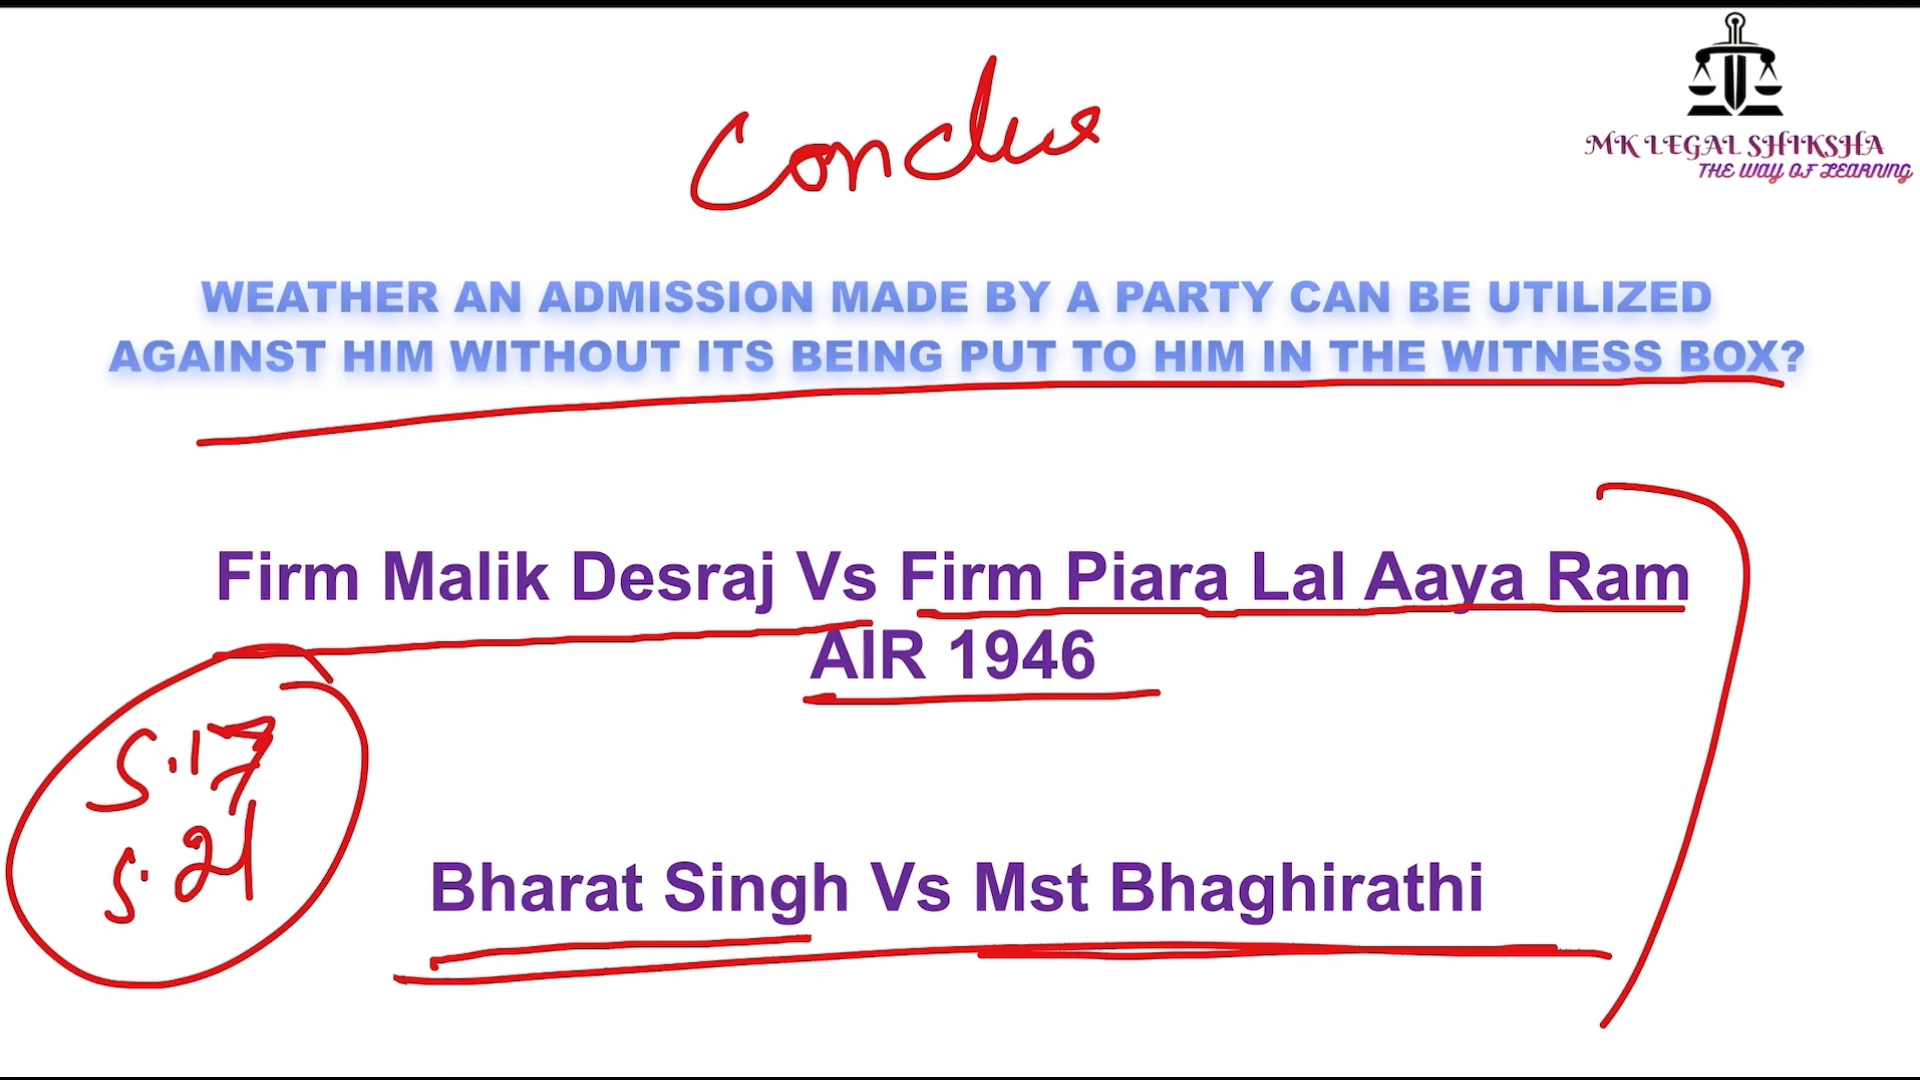 MK LEGAL SHIKSHA
THE WAY OF LEARNING
WEATHER AN ADMISSION MADE BY A PARTY CAN BE UTILIZED
AGAINST HIM WITHOUT ITS BEING PUT TO HIM IN THE WITNESS BOX?
Firm Malik Desraj Vs Firm Piara Lal Aaya Ram
AIR 1946
S.17
S.21
Bharat Singh Vs Mst Bhaghirathi